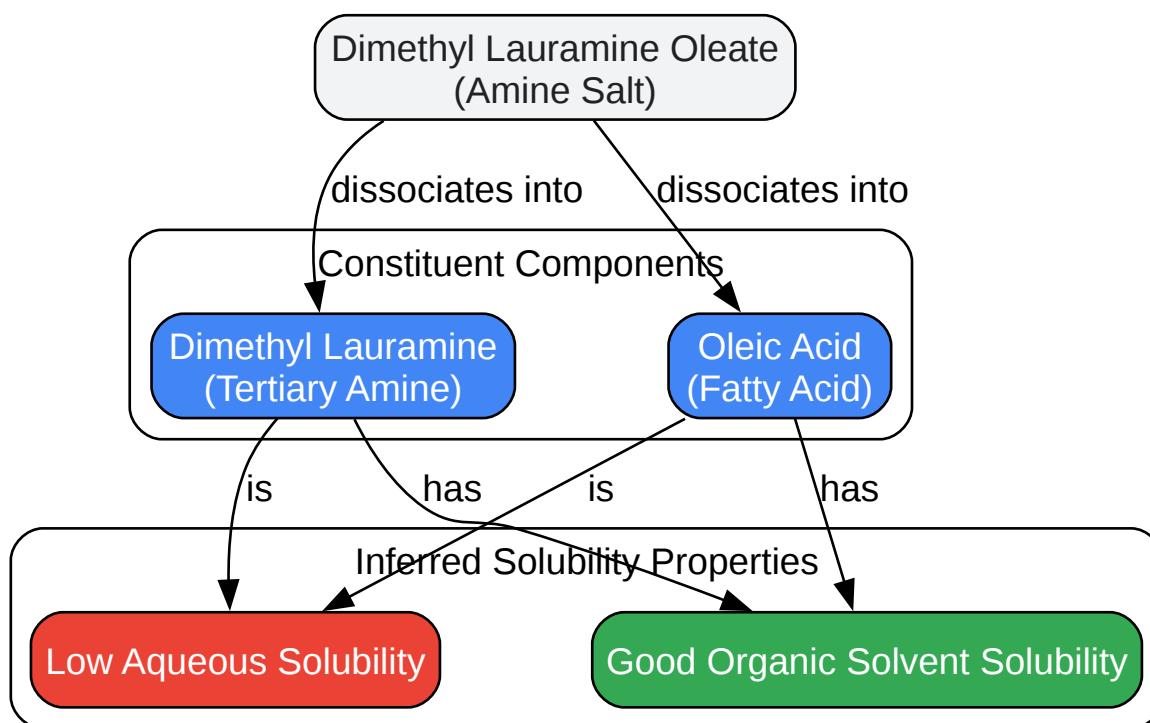 Dimethyl Lauramine Oleate
(Amine Salt)
dissociates into
dissociates into
Constituent Components
Dimethyl Lauramine
(Tertiary Amine)
Oleic Acid
(Fatty Acid)
is
has
is
has
Inferred Solubility Properties
Low Aqueous Solubility
Good Organic Solvent Solubility